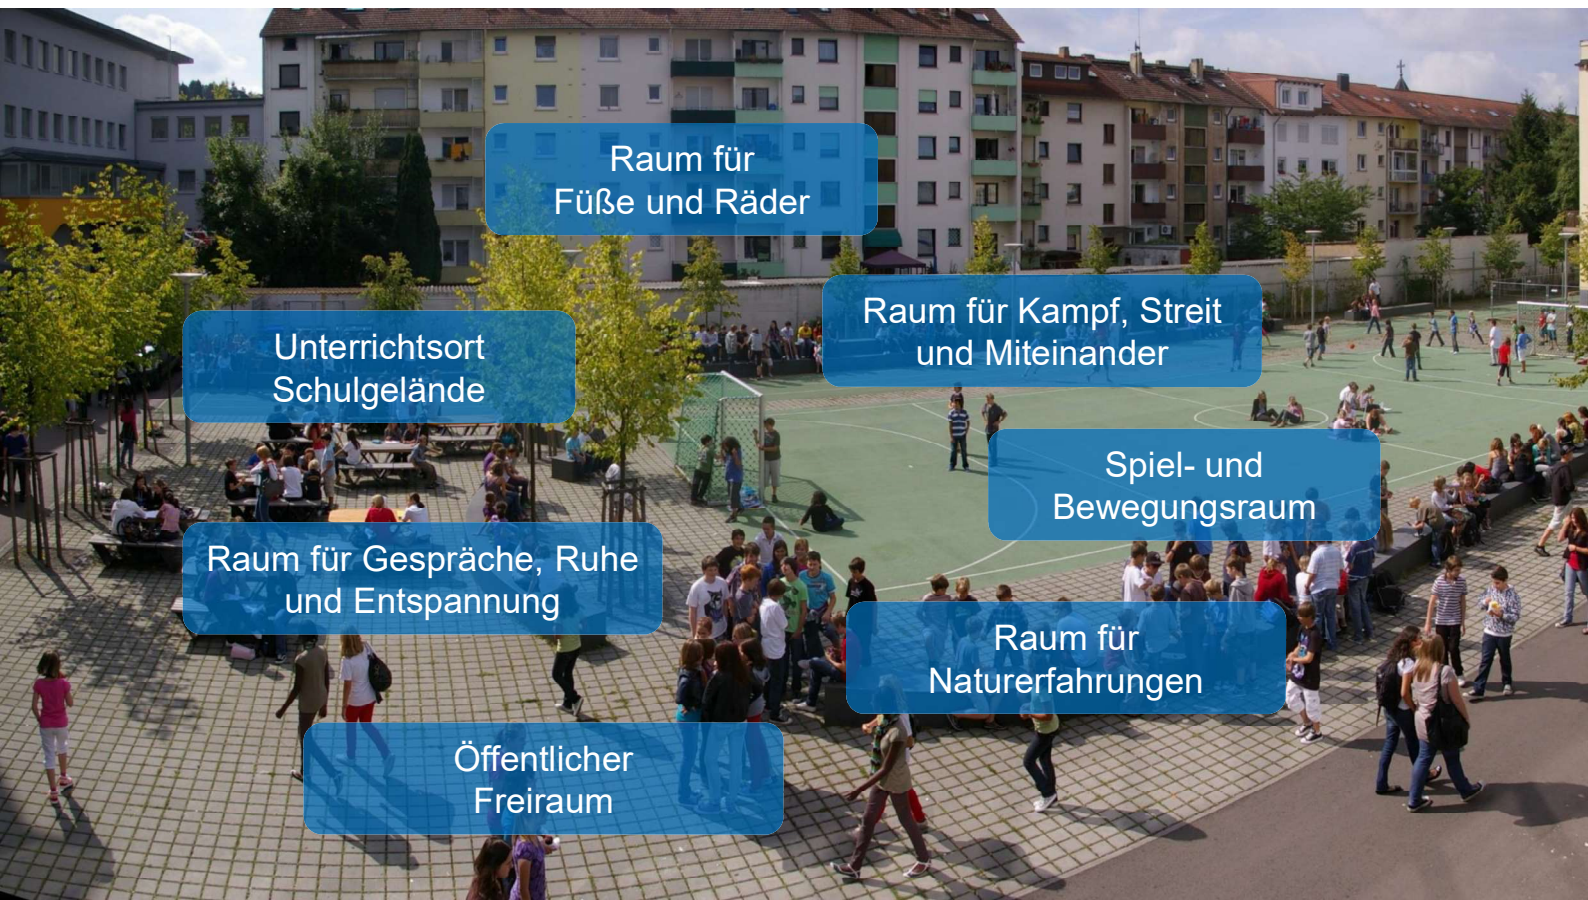 Raum für
Füße und Räder
Raum für Kampf, Streit
und Miteinander
Unterrichtsort
Schulgelände
Spiel- und
Bewegungsraum
Raum für Gespräche, Ruhe
und Entspannung
Raum für
Naturerfahrungen
Öffentlicher
Freiraum